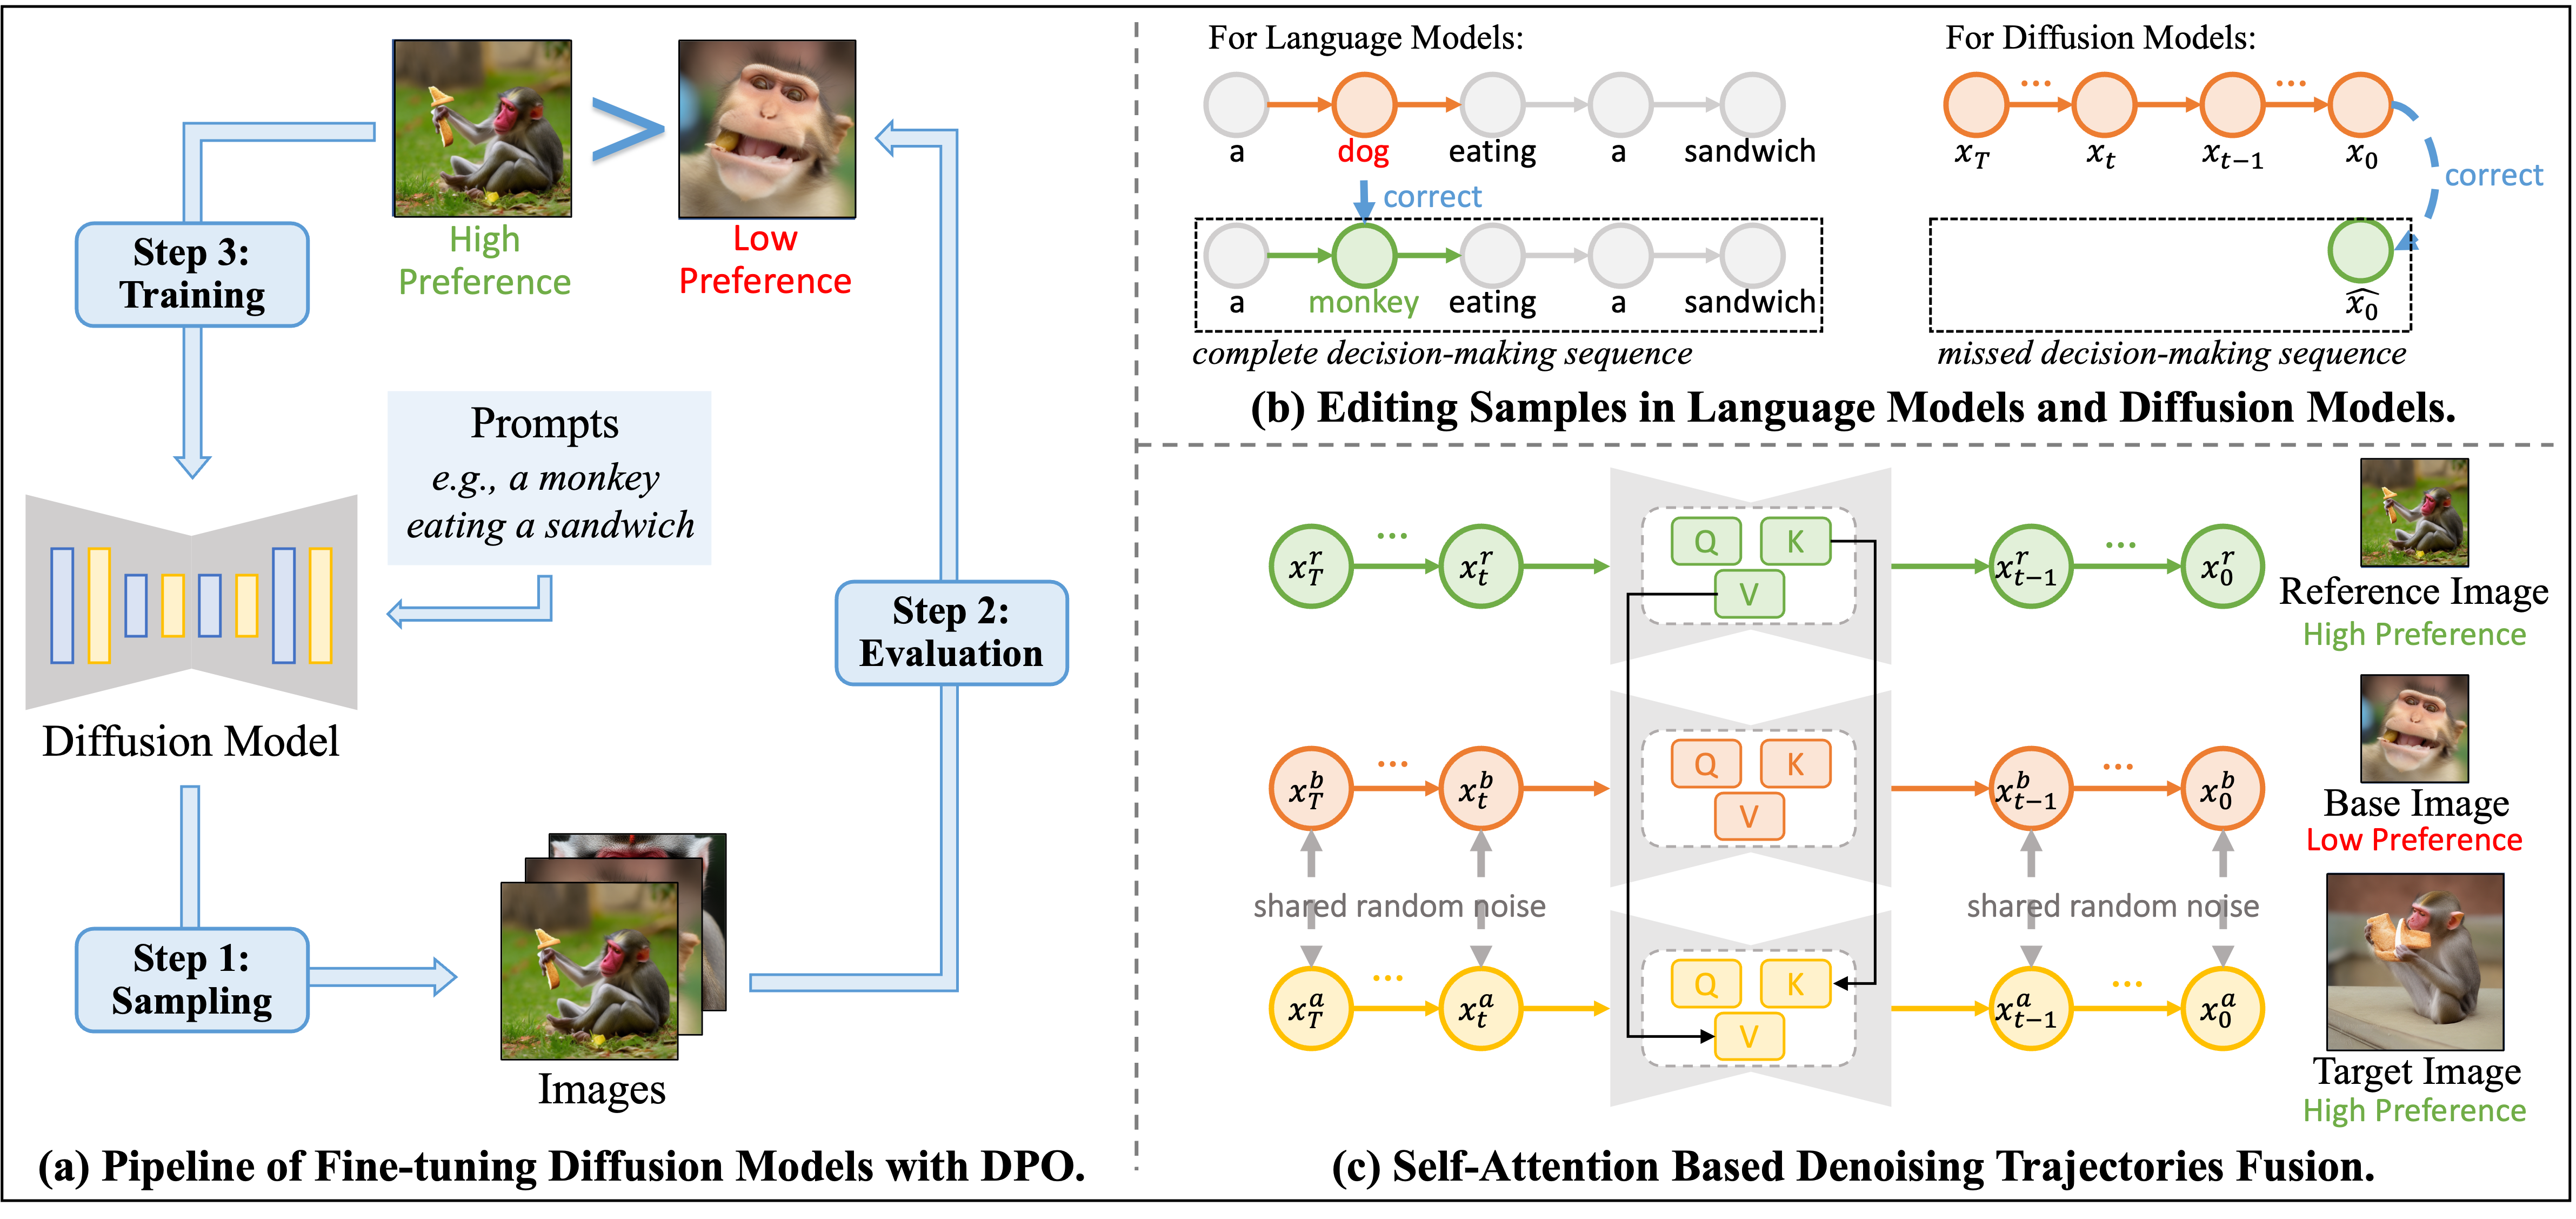 High
Preference
Low
Preference
Step 3:
Training
Prompts
e.g., a monkey
eating a sandwich
Diffusion Model
Step 2:
Evaluation
Step 1:
Sampling
Images
(a) Pipeline of Fine-tuning Diffusion Models with DPO.
For Language Models:
a dog eating a sandwich
correct
a monkey eating a sandwich
complete decision-making sequence
For Diffusion Models:
... ...
x_T x_t x_{t-1} x_0
correct
\widehat{x_0}
missed decision-making sequence
(b) Editing Samples in Language Models and Diffusion Models.
x_T^r ... x_t^r Q K V x_{t-1}^r ... x_0^r
Reference Image
High Preference
x_T^b ... x_t^b Q K V x_{t-1}^b ... x_0^b
Base Image
Low Preference
shared random noise shared random noise
x_T^a ... x_t^a Q K V x_{t-1}^a ... x_0^a
Target Image
High Preference
(c) Self-Attention Based Denoising Trajectories Fusion.